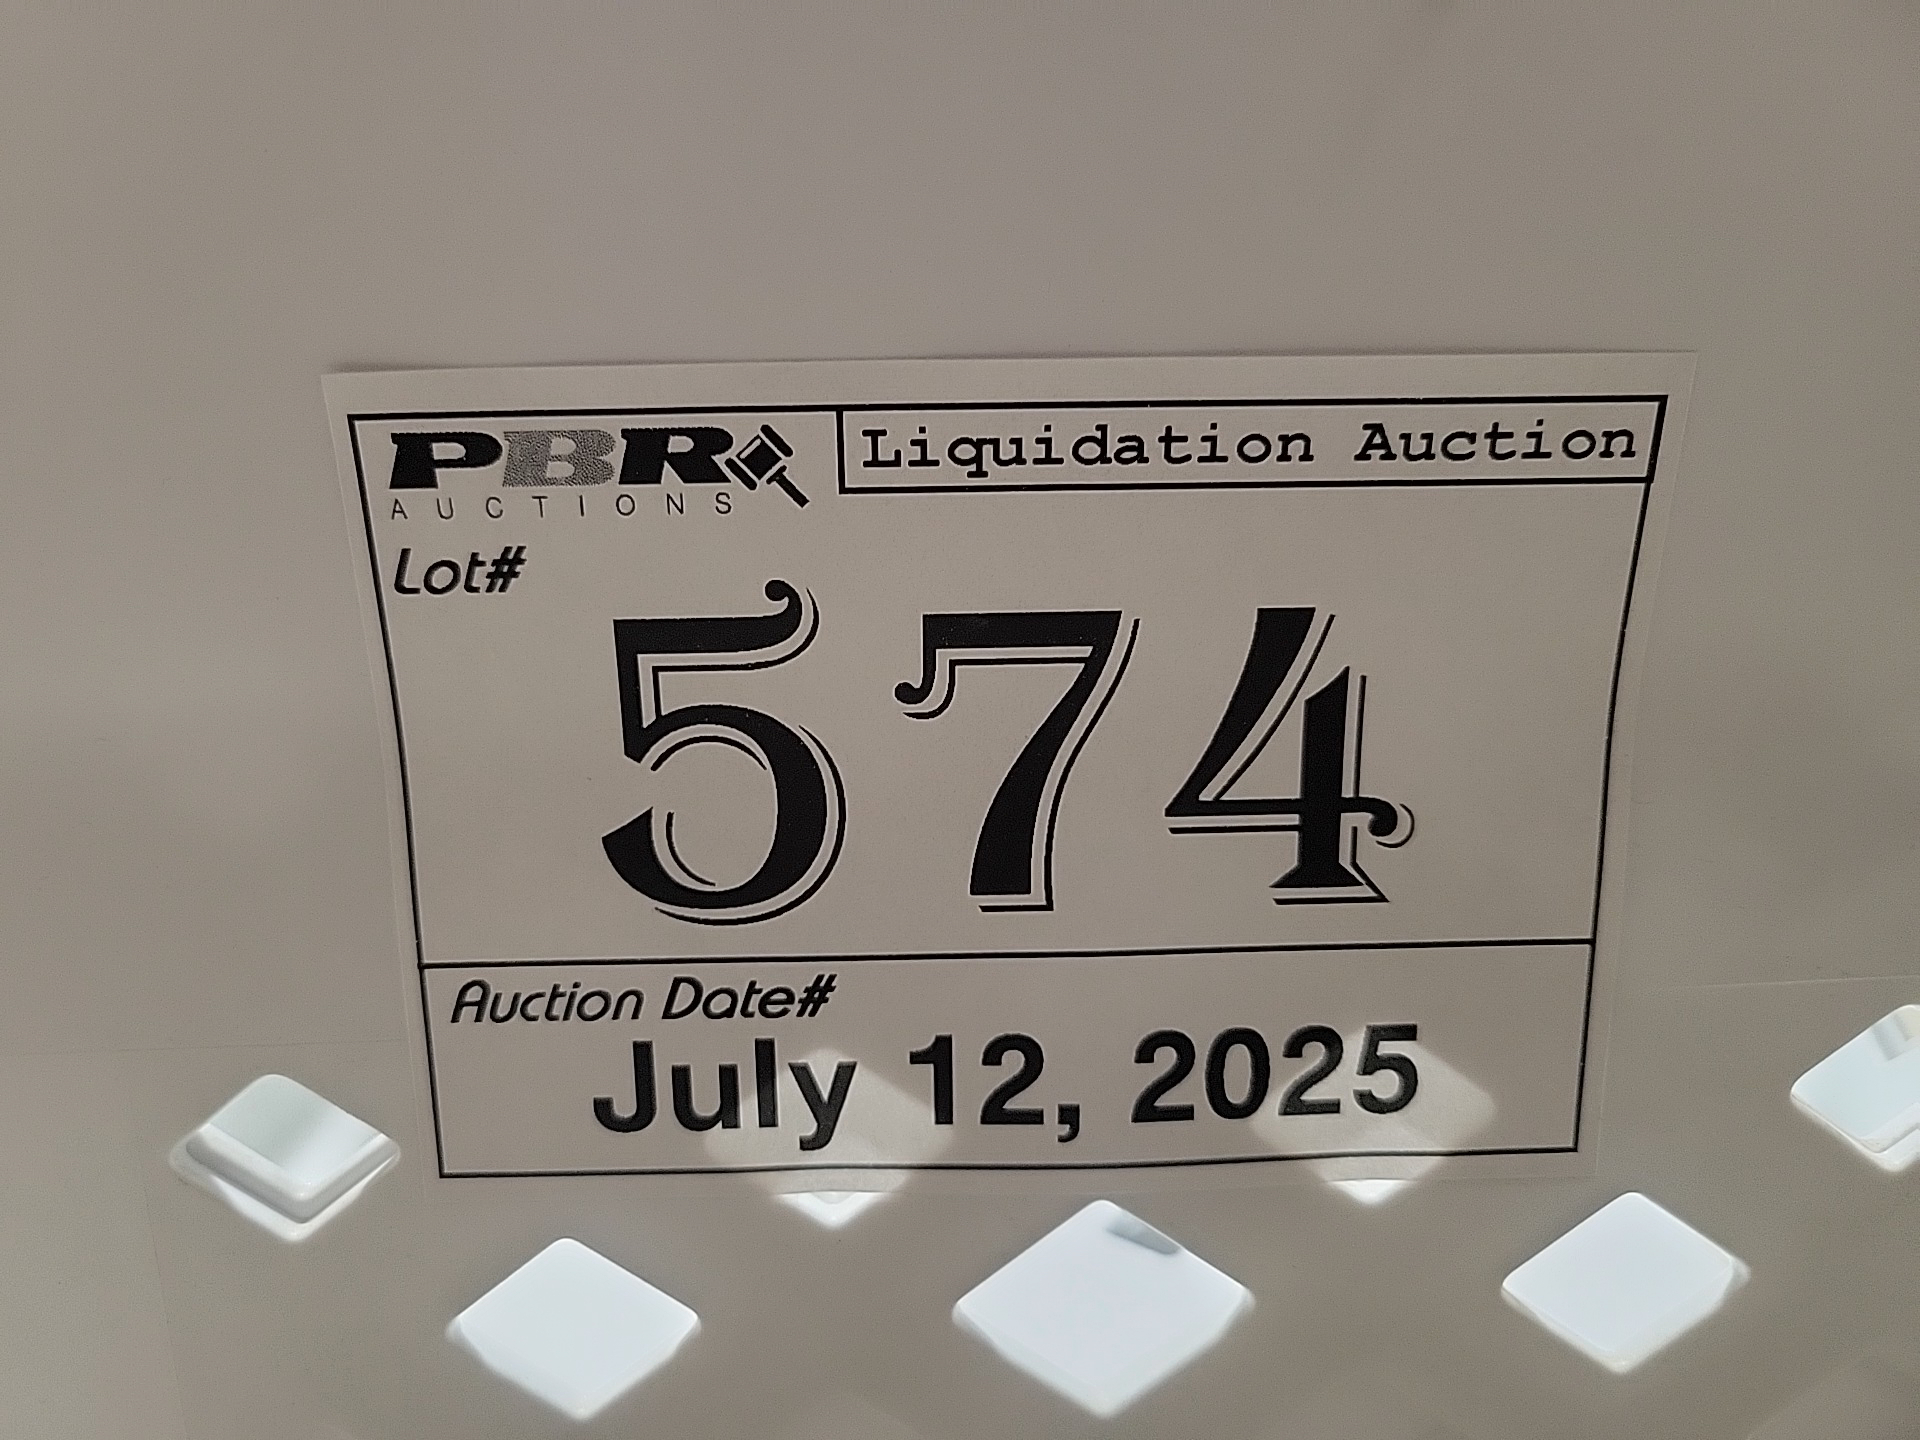 PBR
AUCTIONS
Liquidation Auction
Lot#
574
Auction Date#
July 12, 2025